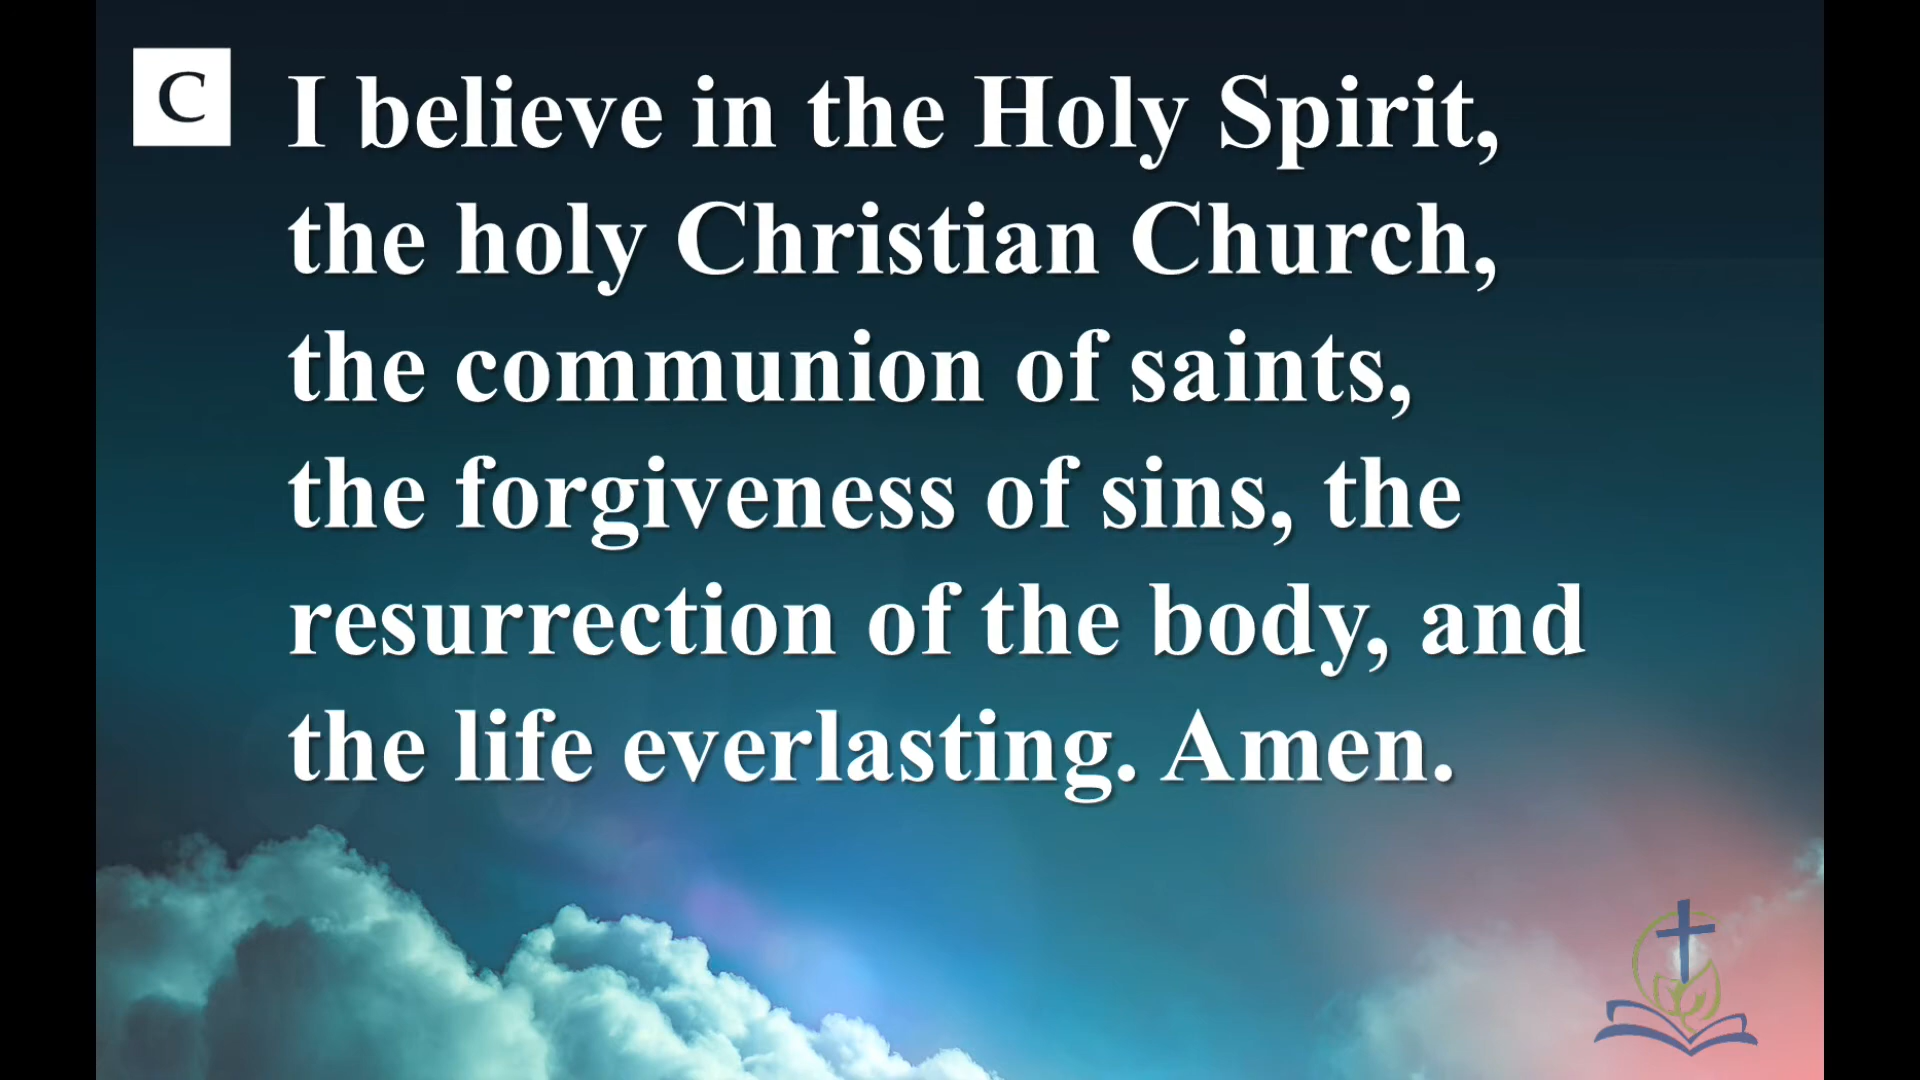 C I believe in the Holy Spirit,
the holy Christian Church,
the communion of saints,
the forgiveness of sins, the
resurrection of the body, and
the life everlasting. Amen.